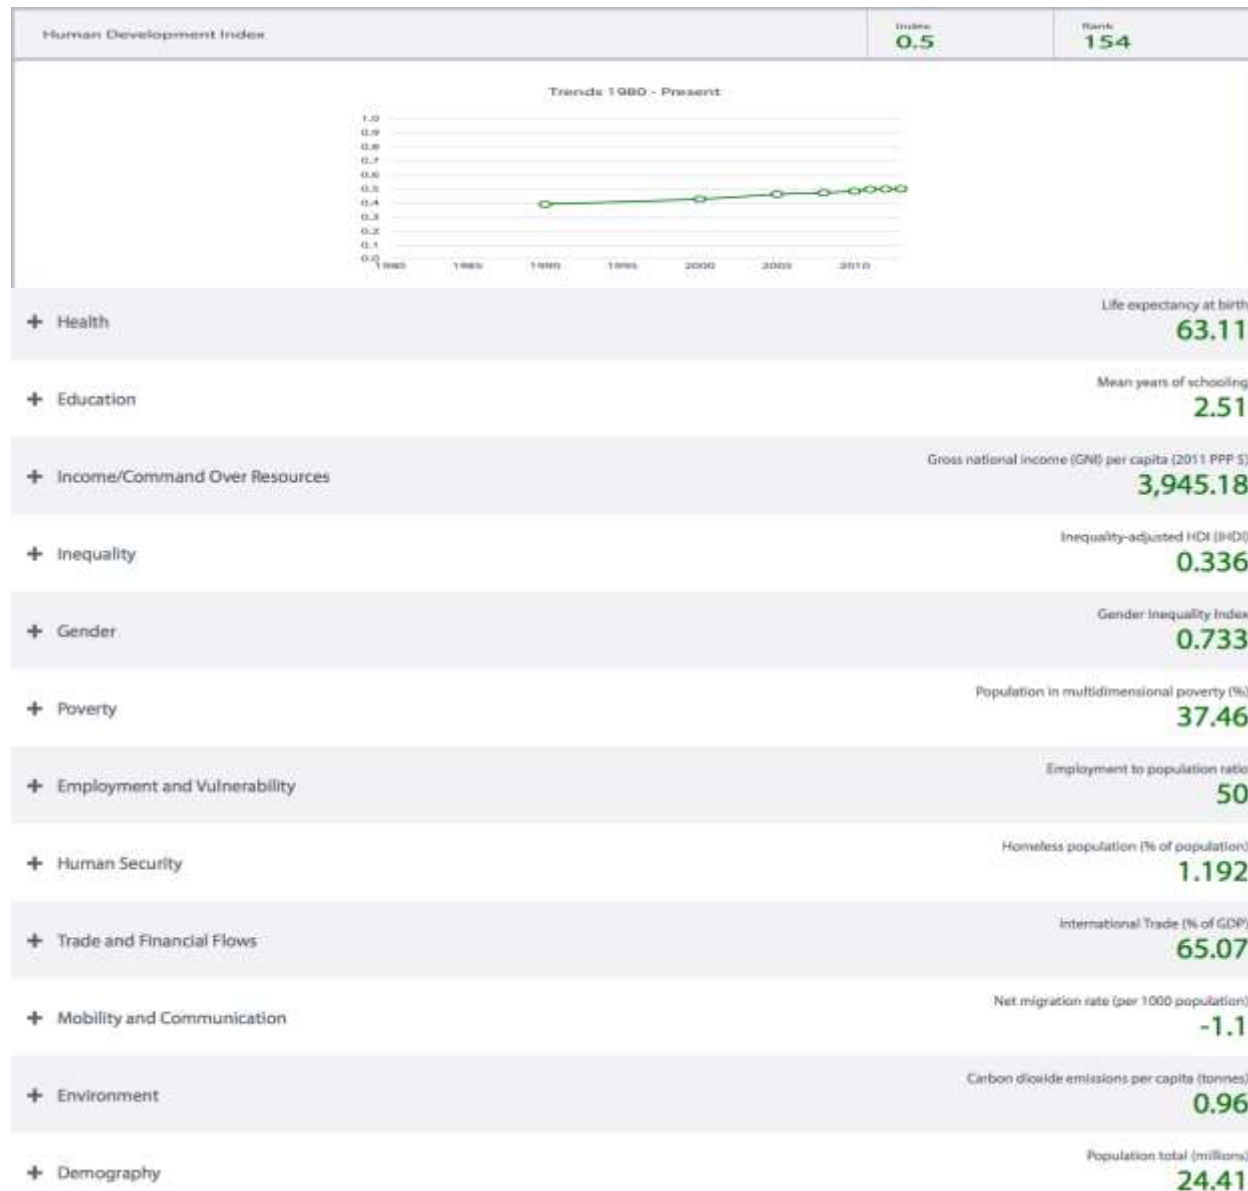 Human Development Index
Index
0.5
Rank
154
Trends 1980 - Present
1.0
0.9
0.8
0.7
0.6
0.5
0.4
0.3
0.2
0.1
0.0
1980 1985 1990 1995 2000 2005 2010
+ Health
Life expectancy at birth
63.11
+ Education
Mean years of schooling
2.51
+ Income/Command Over Resources
Gross national income (GNI) per capita (2011 PPP $)
3,945.18
+ Inequality
Inequality-adjusted HDI (IHDI)
0.336
+ Gender
Gender Inequality Index
0.733
+ Poverty
Population in multidimensional poverty (%)
37.46
+ Employment and Vulnerability
Employment to population ratio
50
+ Human Security
Homeless population (% of population)
1.192
+ Trade and Financial Flows
International Trade (% of GDP)
65.07
+ Mobility and Communication
Net migration rate (per 1000 population)
-1.1
+ Environment
Carbon dioxide emissions per capita (tonnes)
0.96
+ Demography
Population total (millions)
24.41